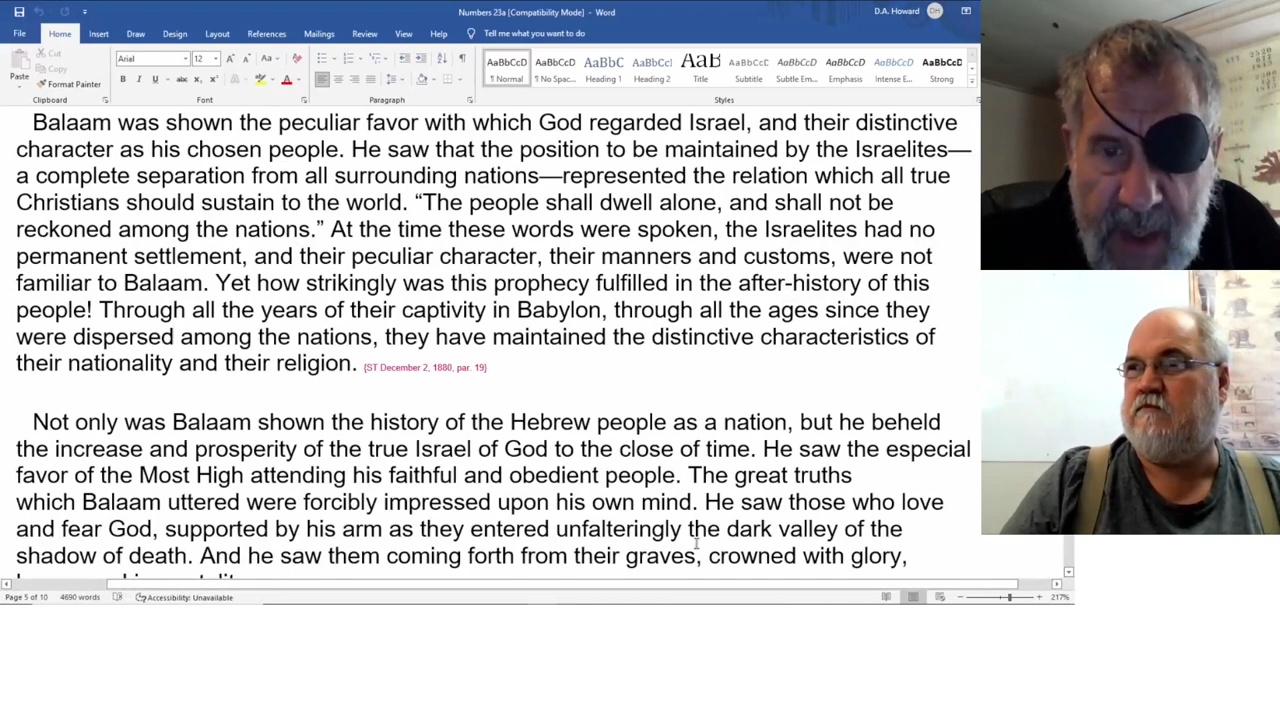 Numbers 23a [Compatibility Mode] - Word
D.A. Howard
DH
File Home Insert Draw Design Layout References Mailings Review View Help Tell me what you want to do
Paste
Cut
Copy
Format Painter
Clipboard
Arial 12
Font
Paragraph
AaBbCcD AaBbCcD AaBbC AaBbCcl AaB AaBbCcD AaBbCcD AaBbCcD AaBbCcD AaBbCcD
¶ Normal ¶ No Spac... Heading 1 Heading 2 Title Subtitle Subtle Em... Emphasis Intense E... Strong
Styles
Balaam was shown the peculiar favor with which God regarded Israel, and their distinctive
character as his chosen people. He saw that the position to be maintained by the Israelites—
a complete separation from all surrounding nations—represented the relation which all true
Christians should sustain to the world. “The people shall dwell alone, and shall not be
reckoned among the nations.” At the time these words were spoken, the Israelites had no
permanent settlement, and their peculiar character, their manners and customs, were not
familiar to Balaam. Yet how strikingly was this prophecy fulfilled in the after-history of this
people! Through all the years of their captivity in Babylon, through all the ages since they
were dispersed among the nations, they have maintained the distinctive characteristics of
their nationality and their religion. {ST December 2, 1880, par. 19}
Not only was Balaam shown the history of the Hebrew people as a nation, but he beheld
the increase and prosperity of the true Israel of God to the close of time. He saw the especial
favor of the Most High attending his faithful and obedient people. The great truths
which Balaam uttered were forcibly impressed upon his own mind. He saw those who love
and fear God, supported by his arm as they entered unfalteringly the dark valley of the
shadow of death. And he saw them coming forth from their graves, crowned with glory,
Page 5 of 10 4690 words Accessibility: Unavailable 217%